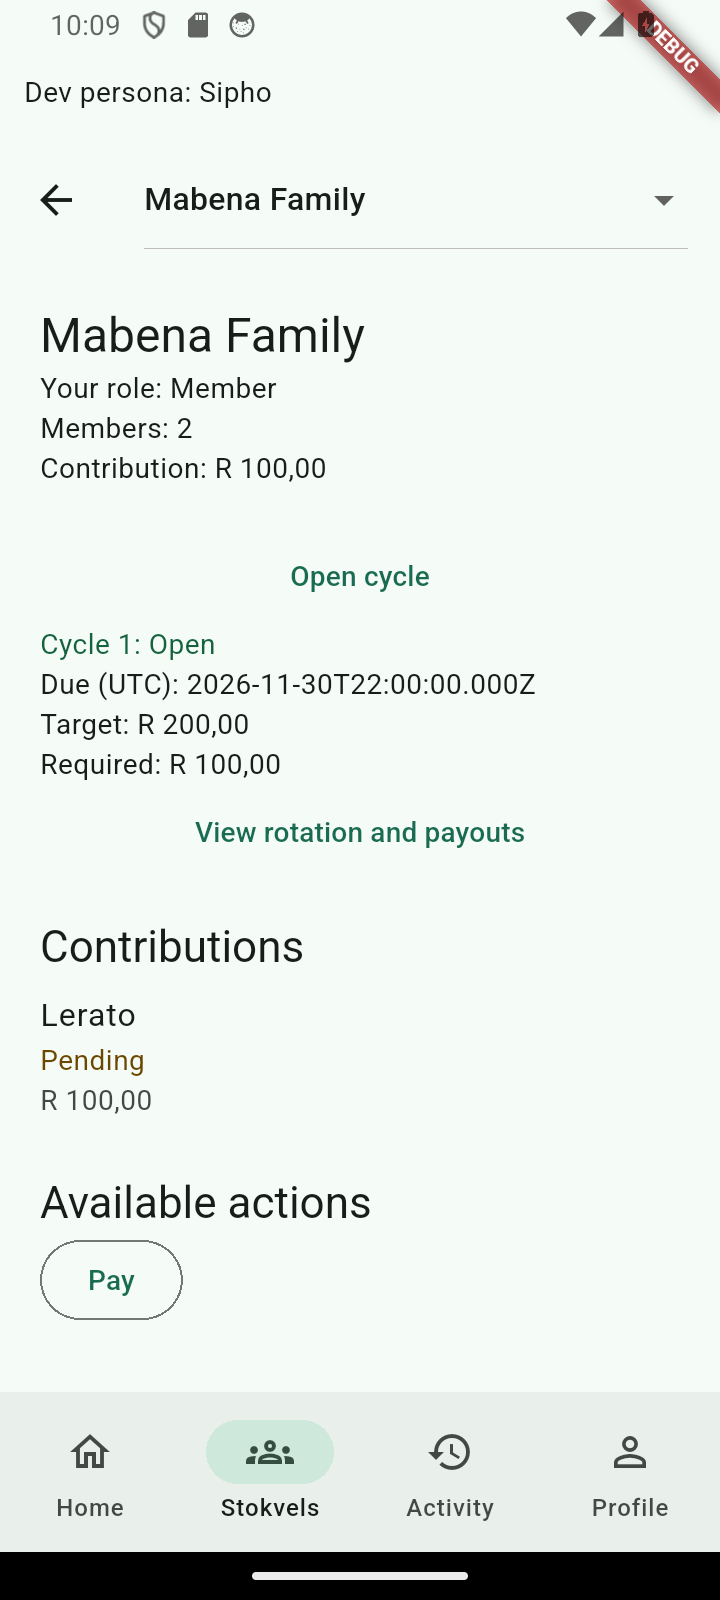 10:09
DEBUG
Dev persona: Sipho
Mabena Family
Mabena Family
Your role: Member
Members: 2
Contribution: R 100,00
Open cycle
Cycle 1: Open
Due (UTC): 2026-11-30T22:00:00.000Z
Target: R 200,00
Required: R 100,00
View rotation and payouts
Contributions
Lerato
Pending
R 100,00
Available actions
Pay
Home
Stokvels
Activity
Profile